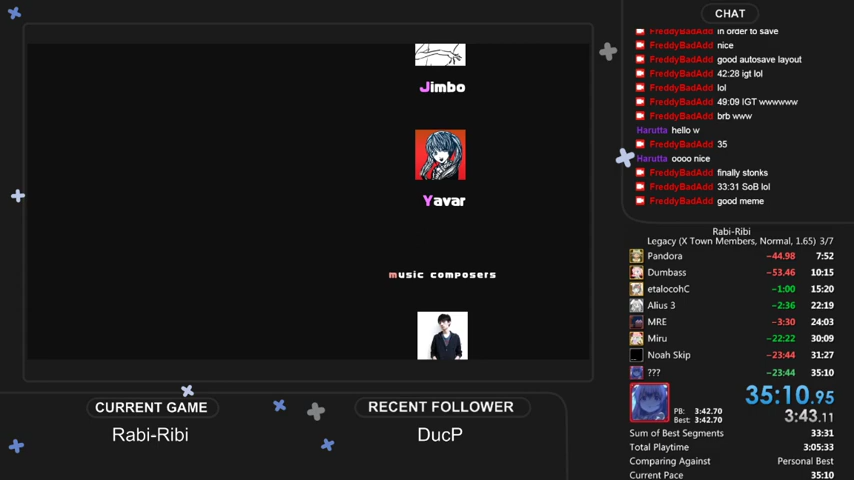 Jimbo
Yavar
music composers
CURRENT GAME
Rabi-Ribi
RECENT FOLLOWER
DucP
CHAT
FreddyBadAdd in order to save
FreddyBadAdd nice
FreddyBadAdd good autosave layout
FreddyBadAdd 42:28 igt lol
FreddyBadAdd lol
FreddyBadAdd 49:09 IGT wwwwww
FreddyBadAdd brb www
Harutta hello w
FreddyBadAdd 35
Harutta oooo nice
FreddyBadAdd finally stonks
FreddyBadAdd 33:31 SoB lol
FreddyBadAdd good meme
Rabi-Ribi
Legacy (X Town Members, Normal, 1.65) 3/7
Pandora −44.98 7:52
Dumbass −53.46 10:15
etalocohC −1:00 15:20
Alius 3 −2:36 22:19
MRE −3:30 24:03
Miru −22:22 30:09
Noah Skip −23:44 31:27
??? −23:44 35:10
35:10.95
PB: 3:42.70
Best: 3:42.70
3:43.11
Sum of Best Segments 33:31
Total Playtime 3:05:33
Comparing Against Personal Best
Current Pace 35:10